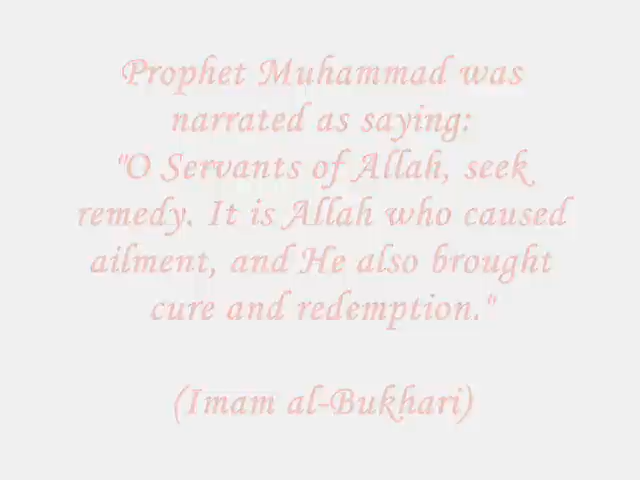 Prophet Muhammad was
narrated as saying:
"O Servants of Allah, seek
remedy. It is Allah who caused
ailment, and He also brought
cure and redemption."
(Imam al-Bukhari)